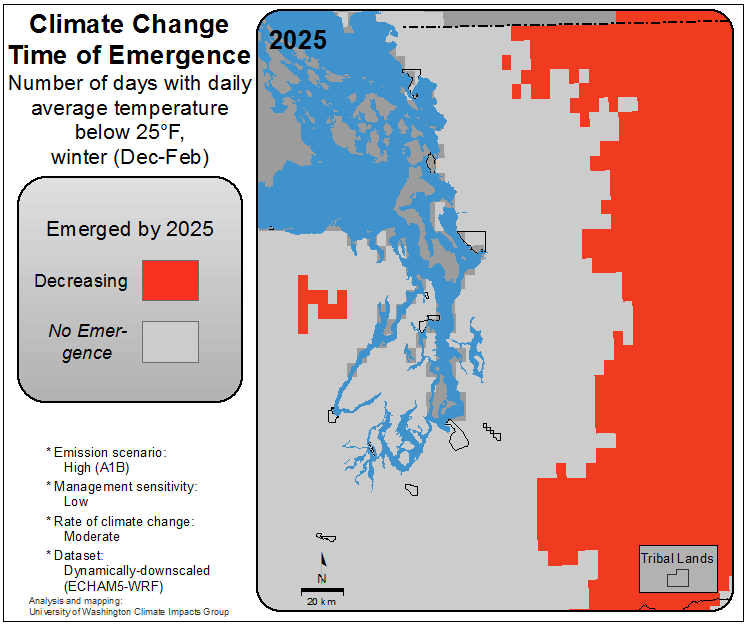 Climate Change
Time of Emergence
Number of days with daily
average temperature
below 25°F,
winter (Dec-Feb)
Emerged by 2025
Decreasing
No Emer-
gence
* Emission scenario:
High (A1B)
* Management sensitivity:
Low
* Rate of climate change:
Moderate
* Dataset:
Dynamically-downscaled
(ECHAM5-WRF)
Analysis and mapping:
University of Washington Climate Impacts Group
2025
N
20 km
Tribal Lands